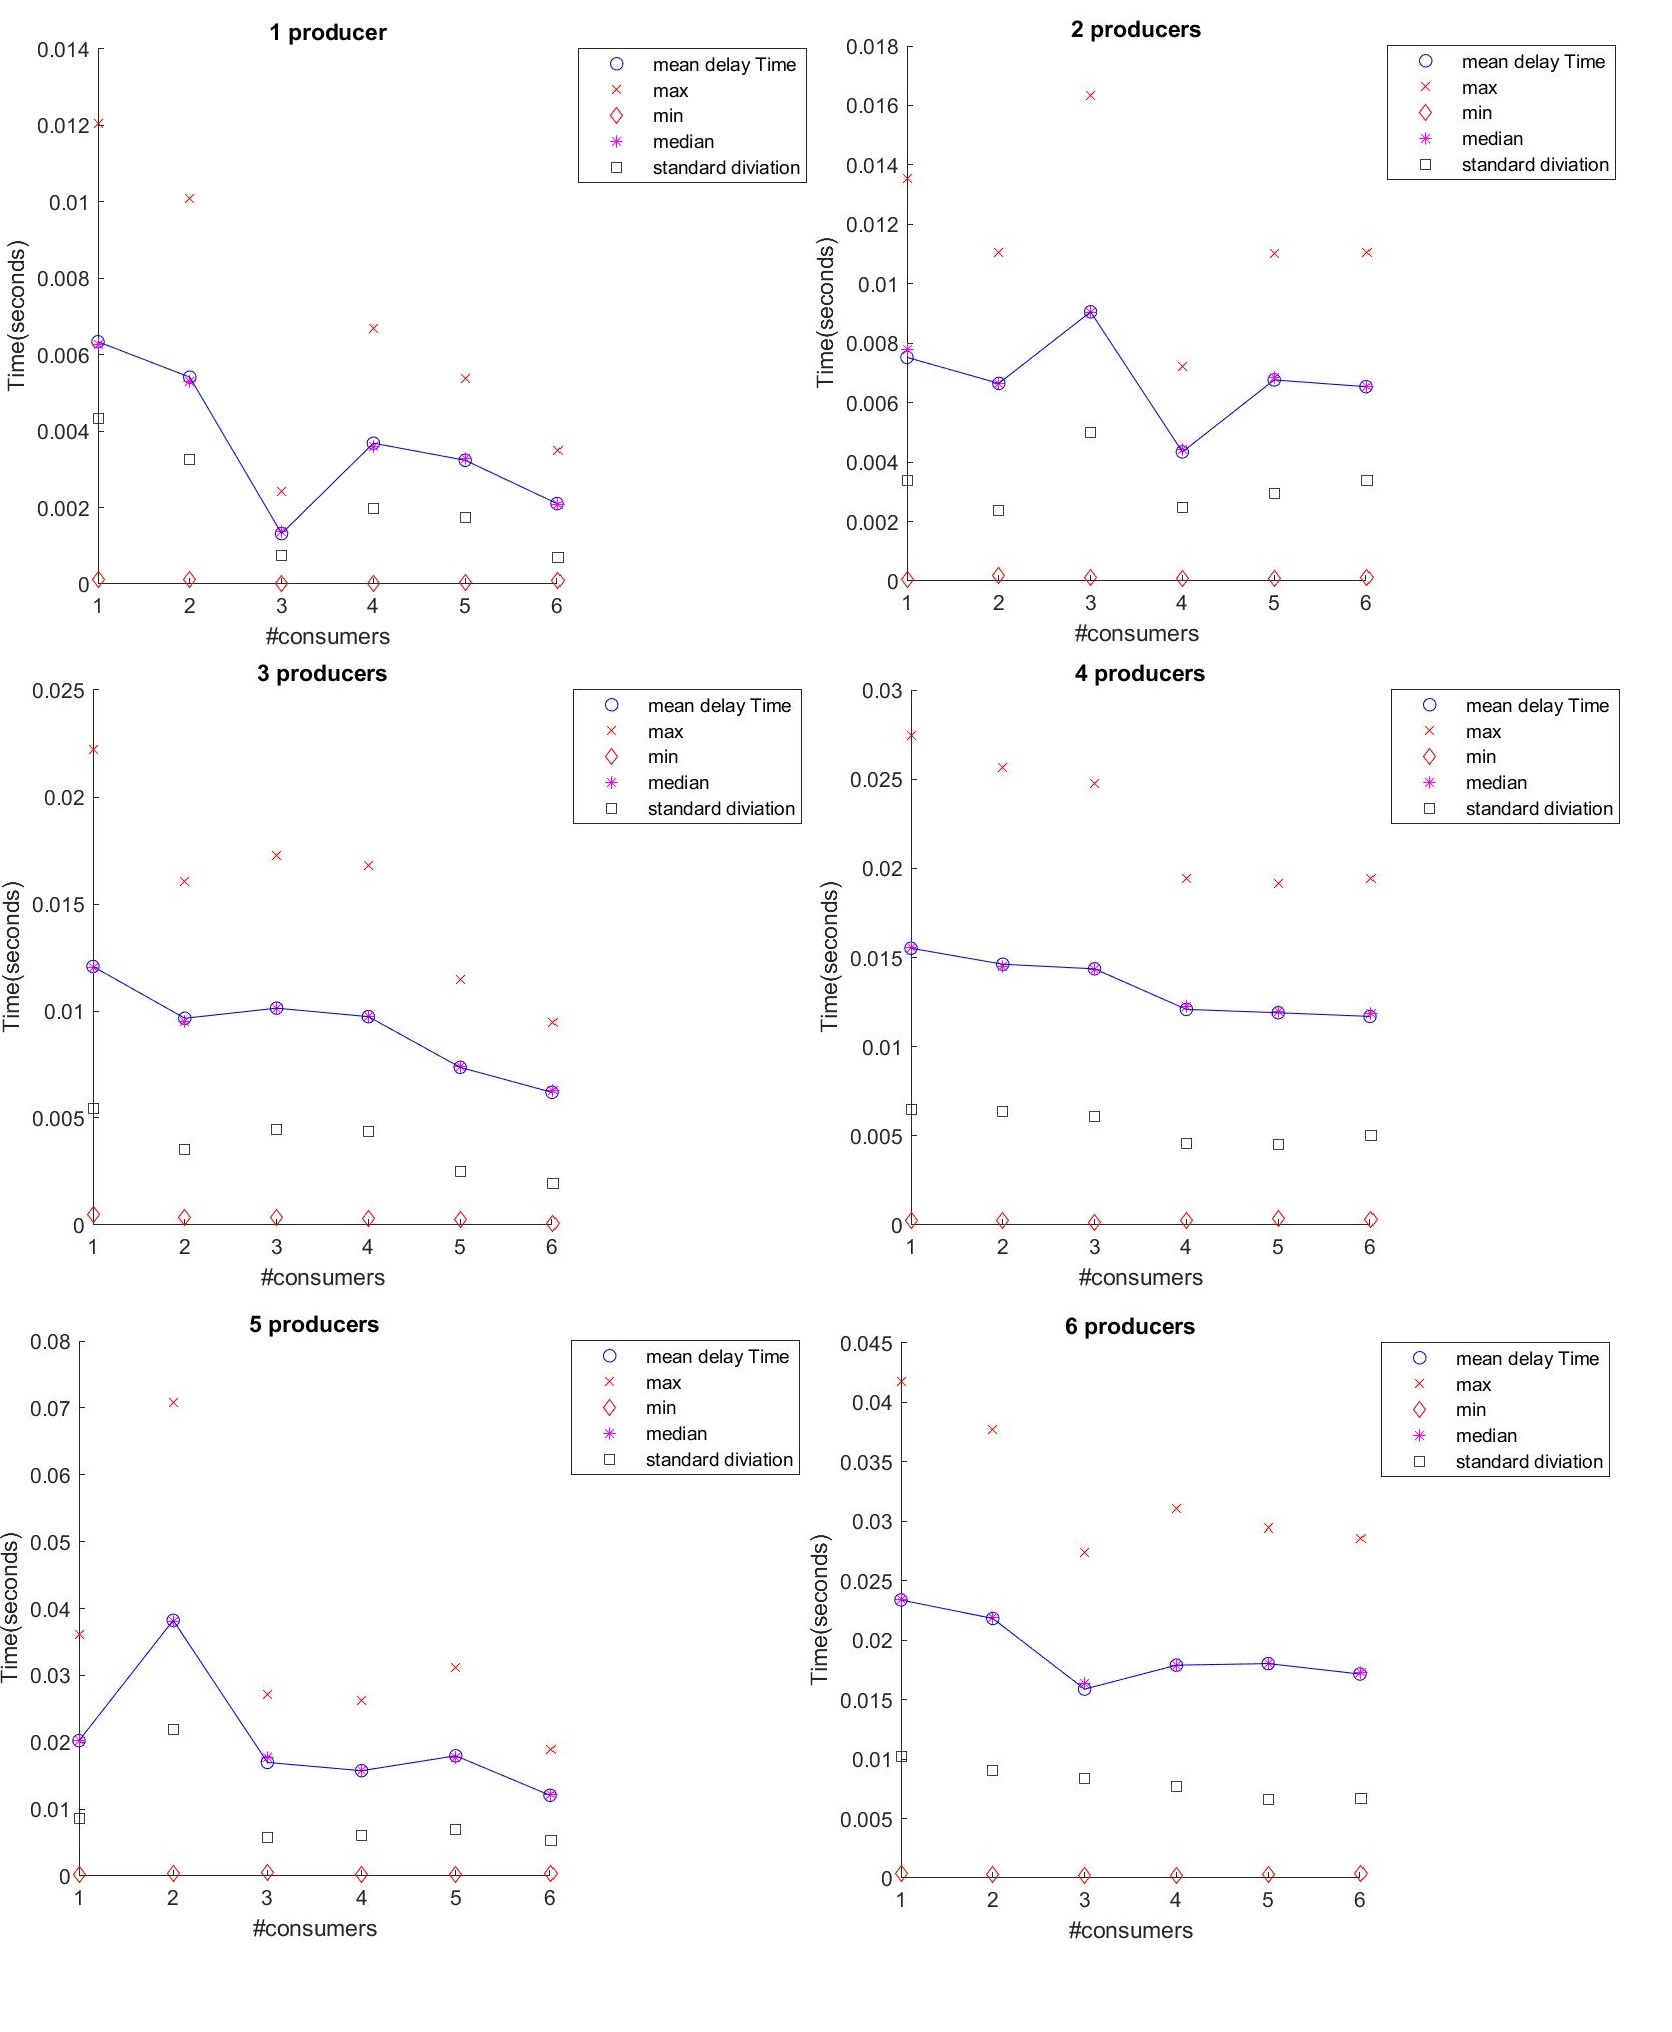 1 producer
0.014
0.012
0.01
0.008
0.006
0.004
0.002
0
1 2 3 4 5 6
Time(seconds)
#consumers
mean delay Time
max
min
median
standard diviation
2 producers
0.018
0.016
0.014
0.012
0.01
0.008
0.006
0.004
0.002
0
1 2 3 4 5 6
Time(seconds)
#consumers
mean delay Time
max
min
median
standard diviation
3 producers
0.025
0.02
0.015
0.01
0.005
0
1 2 3 4 5 6
Time(seconds)
#consumers
mean delay Time
max
min
median
standard diviation
4 producers
0.03
0.025
0.02
0.015
0.01
0.005
0
1 2 3 4 5 6
Time(seconds)
#consumers
mean delay Time
max
min
median
standard diviation
5 producers
0.08
0.07
0.06
0.05
0.04
0.03
0.02
0.01
0
1 2 3 4 5 6
Time(seconds)
#consumers
mean delay Time
max
min
median
standard diviation
6 producers
0.045
0.04
0.035
0.03
0.025
0.02
0.015
0.01
0.005
0
1 2 3 4 5 6
Time(seconds)
#consumers
mean delay Time
max
min
median
standard diviation